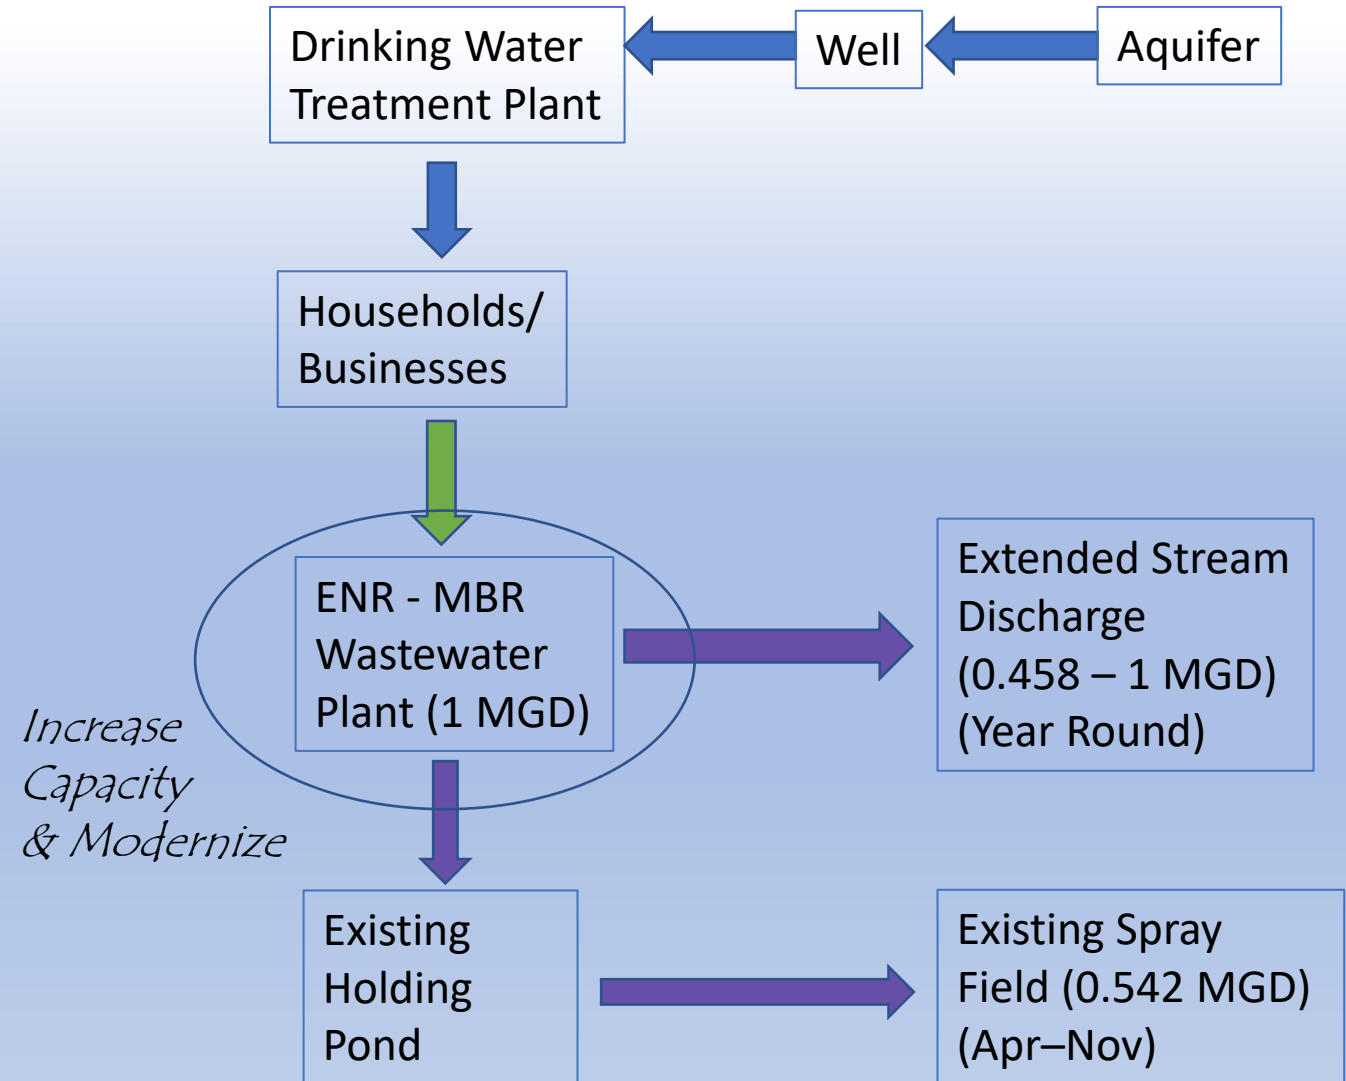 Drinking Water
Treatment Plant
Well
Aquifer
Households/
Businesses
ENR - MBR
Wastewater
Plant (1 MGD)
Extended Stream
Discharge
(0.458 – 1 MGD)
(Year Round)
Increase
Capacity
& Modernize
Existing
Holding
Pond
Existing Spray
Field (0.542 MGD)
(Apr–Nov)